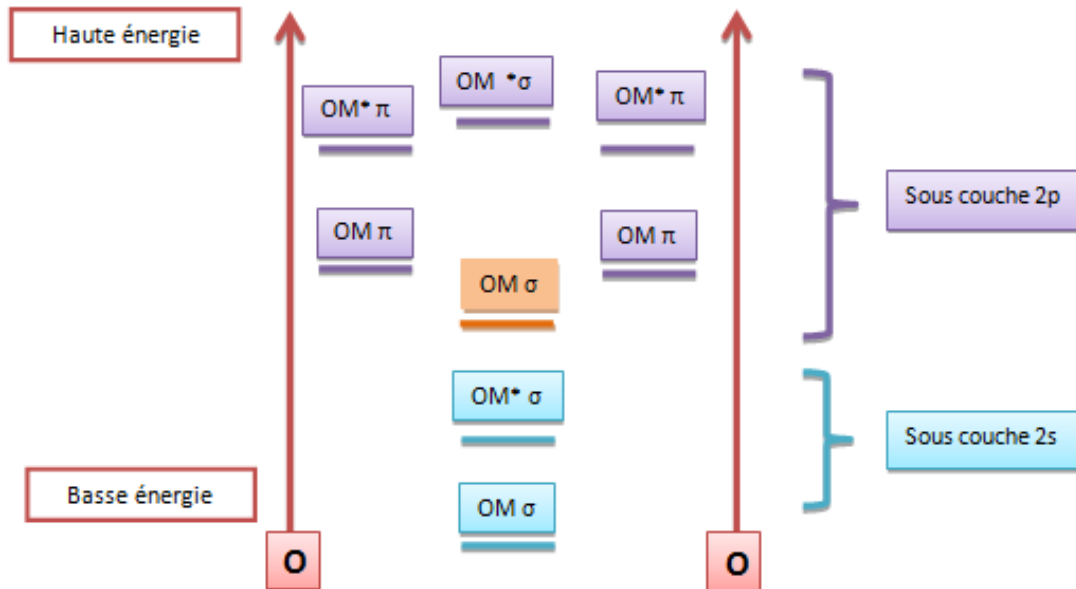 Haute énergie
OM *σ
OM* π
OM* π
Sous couche 2p
OM π
OM π
OM σ
OM* σ
Sous couche 2s
Basse énergie
OM σ
O
O